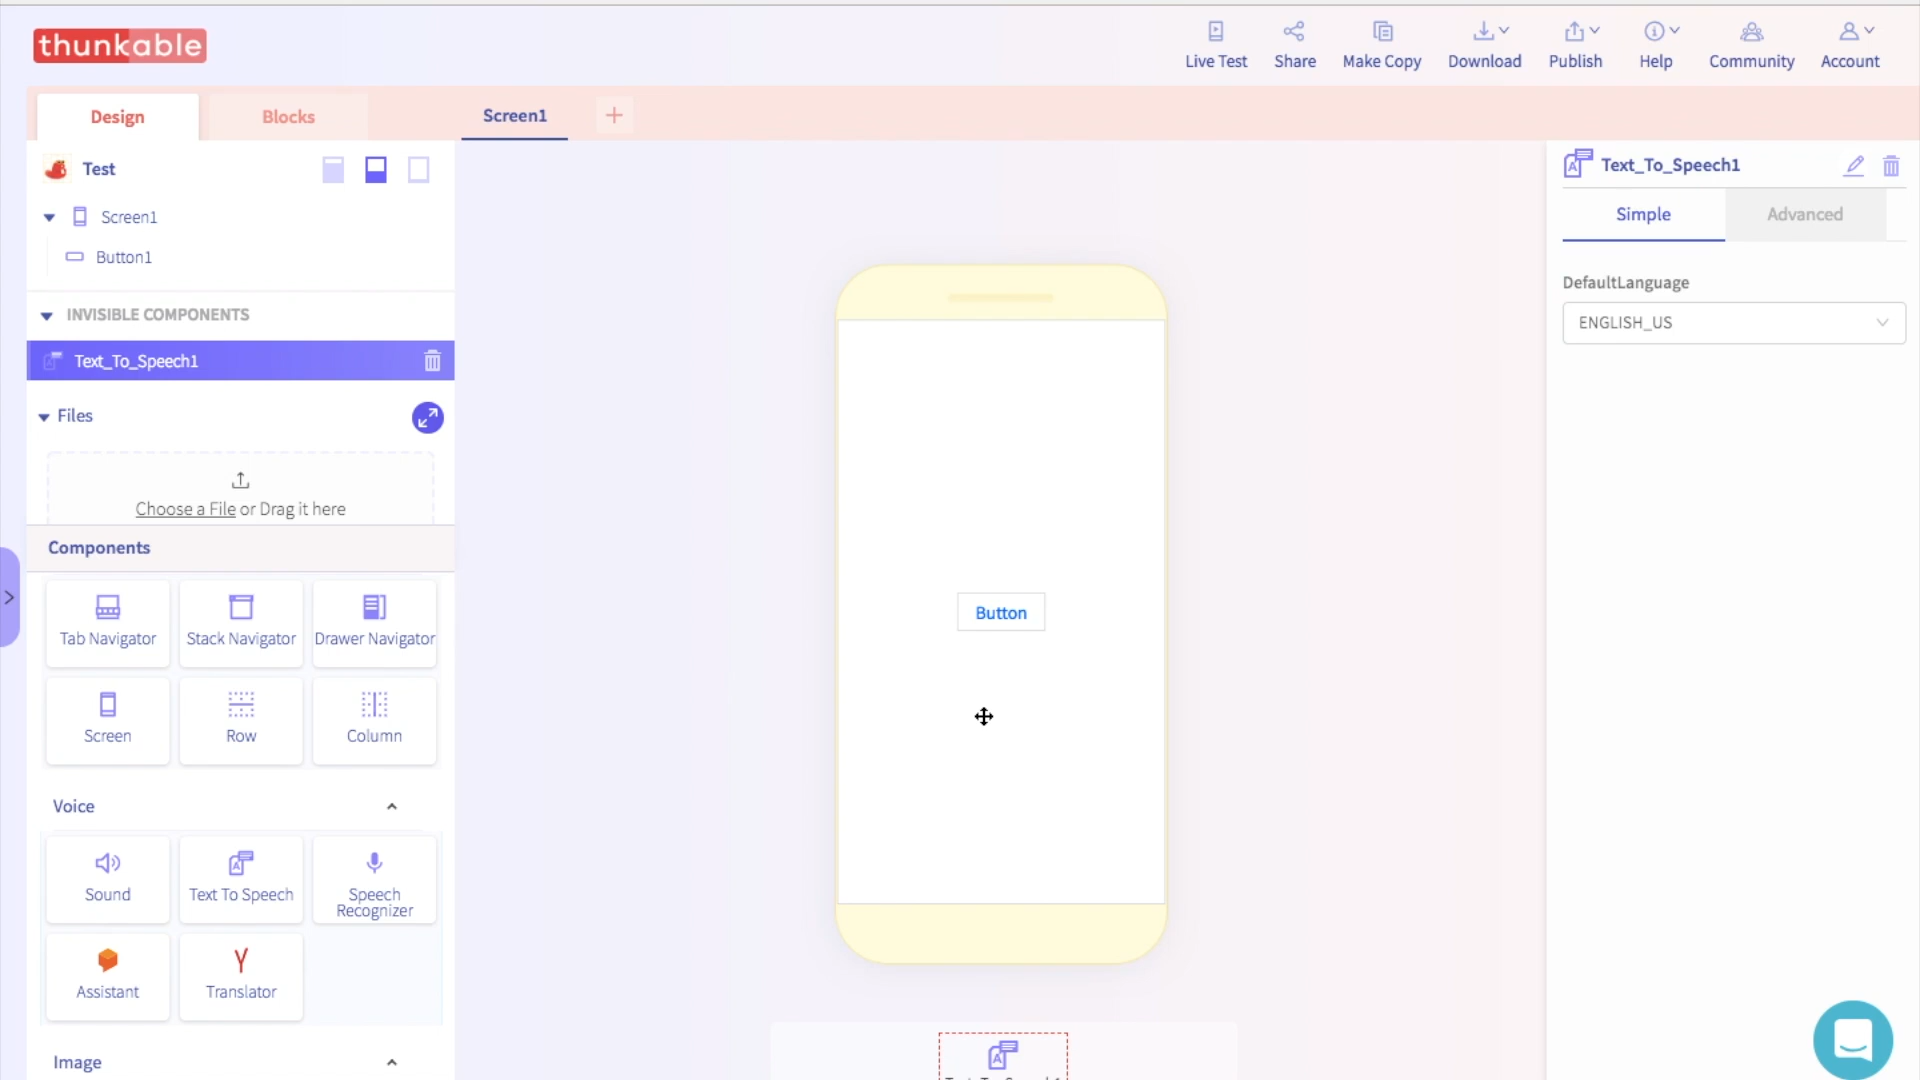 thunkable
Live Test
Share
Make Copy
Download
Publish
Help
Community
Account
Design
Blocks
Screen1
Test
Screen1
Button1
INVISIBLE COMPONENTS
Text_To_Speech1
Files
Choose a File or Drag it here
Components
Tab Navigator
Stack Navigator
Drawer Navigator
Screen
Row
Column
Voice
Sound
Text To Speech
Speech
Recognizer
Assistant
Translator
Image
Button
Text_To_Speech1
Simple
Advanced
DefaultLanguage
ENGLISH_US